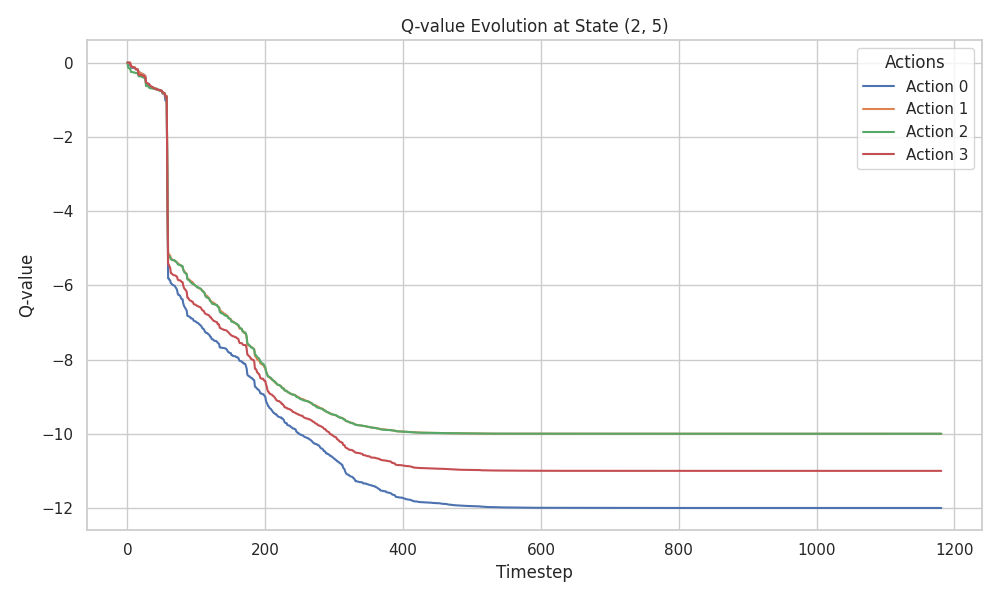 Q-value Evolution at State (2, 5)
Actions
Action 0
Action 1
Action 2
Action 3
Q-value
0
−2
−4
−6
−8
−10
−12
0 200 400 600 800 1000 1200
Timestep